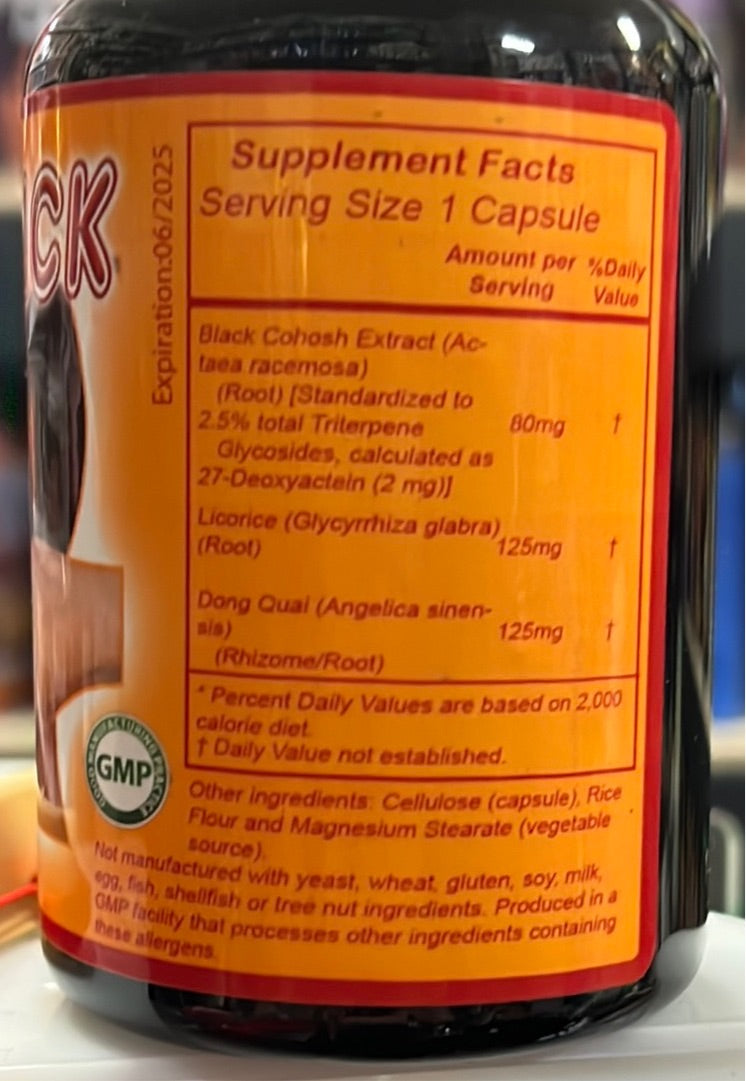 CK
Expiration:06/2025
Supplement Facts
Serving Size 1 Capsule
Amount per %Daily
Serving Value
Black Cohosh Extract (Ac-
taea racemosa)
(Root) [Standardized to
2.5% total Triterpene 80mg †
Glycosides, calculated as
27-Deoxyactein (2 mg)]
Licorice (Glycyrrhiza glabra)
(Root) 125mg †
Dong Quai (Angelica sinen-
sis) 125mg †
(Rhizome/Root)
* Percent Daily Values are based on 2,000
calorie diet.
† Daily Value not established.
GOOD MANUFACTURING PRACTICE
GMP
Other ingredients: Cellulose (capsule), Rice
Flour and Magnesium Stearate (vegetable
source).
Not manufactured with yeast, wheat, gluten, soy, milk,
egg, fish, shellfish or tree nut ingredients. Produced in a
GMP facility that processes other ingredients containing
these allergens.